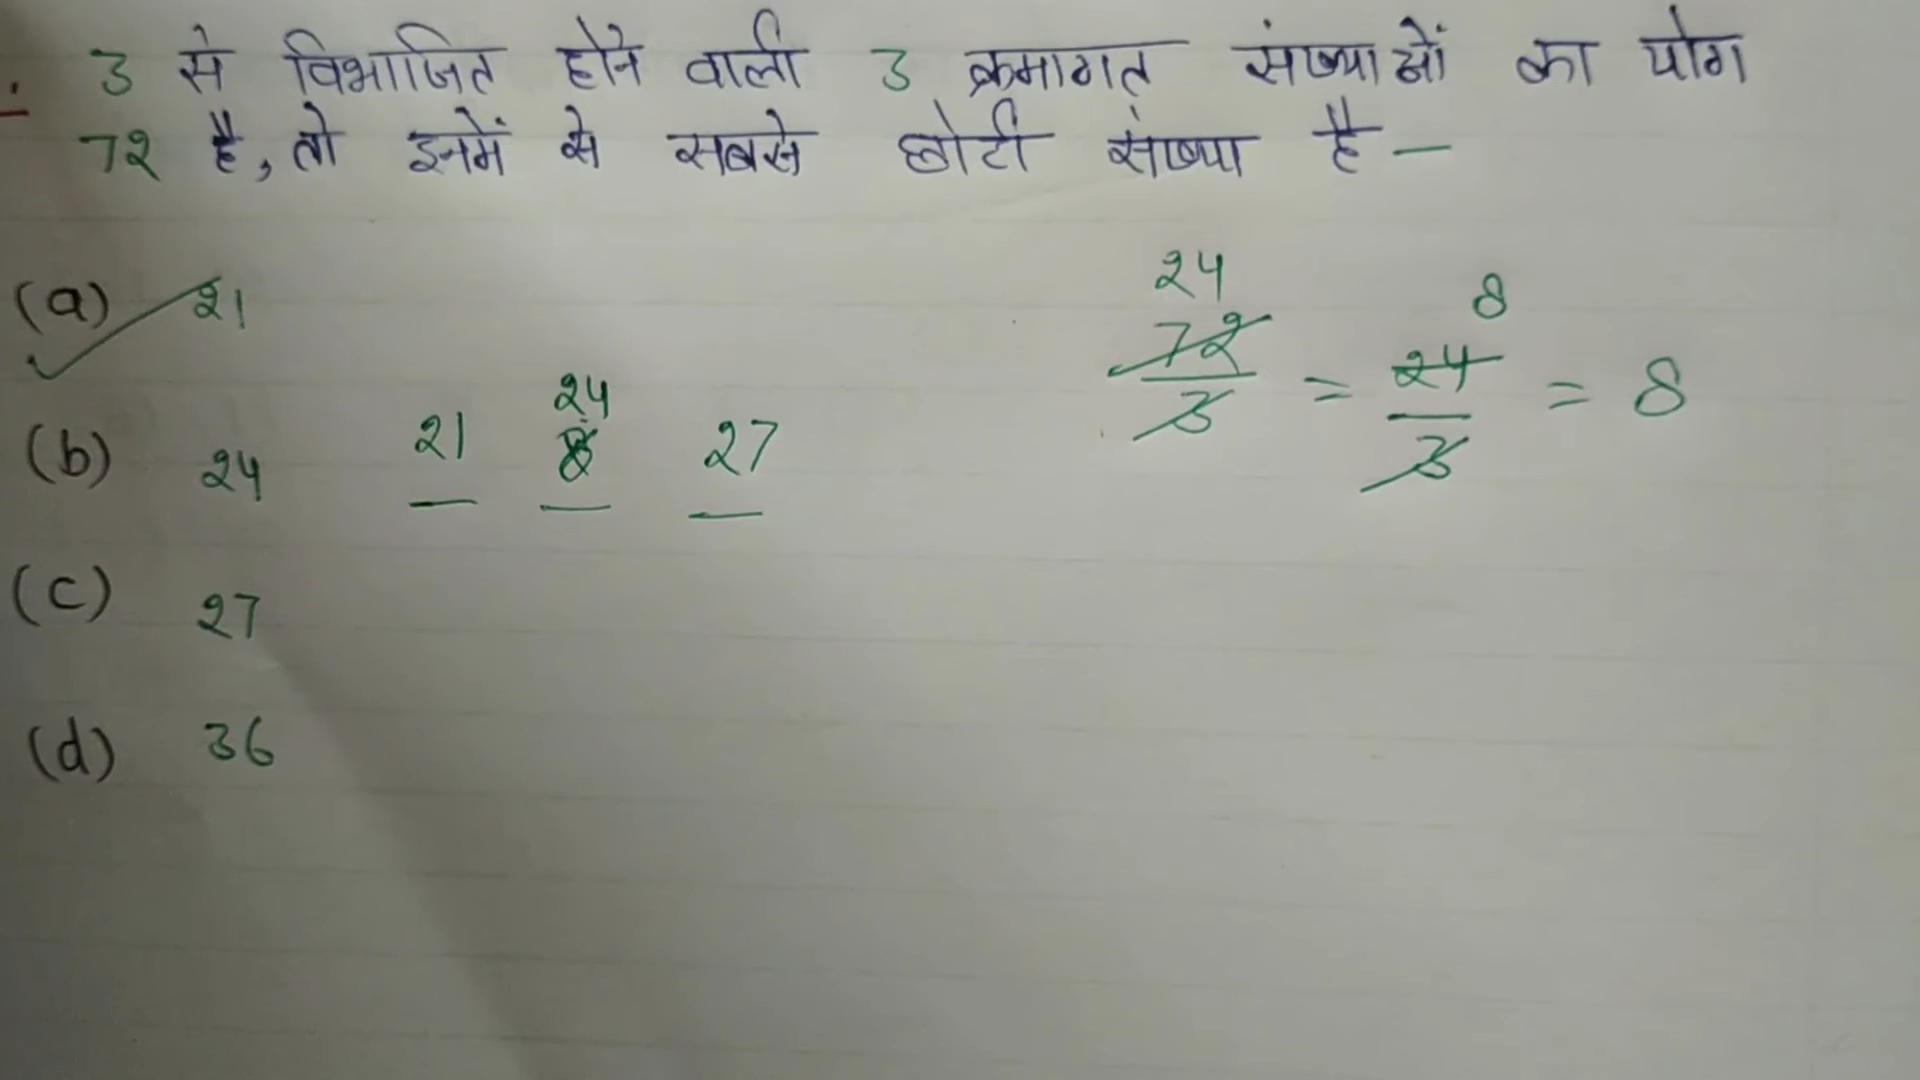 3 से विभाजित होने वाली 3 क्रमागत संख्याओं का योग
72 है, तो इनमें से सबसे छोटी संख्या है –
(a) 21
(b) 24
(c) 27
(d) 36
24
21 8 27
24 8
72/3 = 24/3 = 8